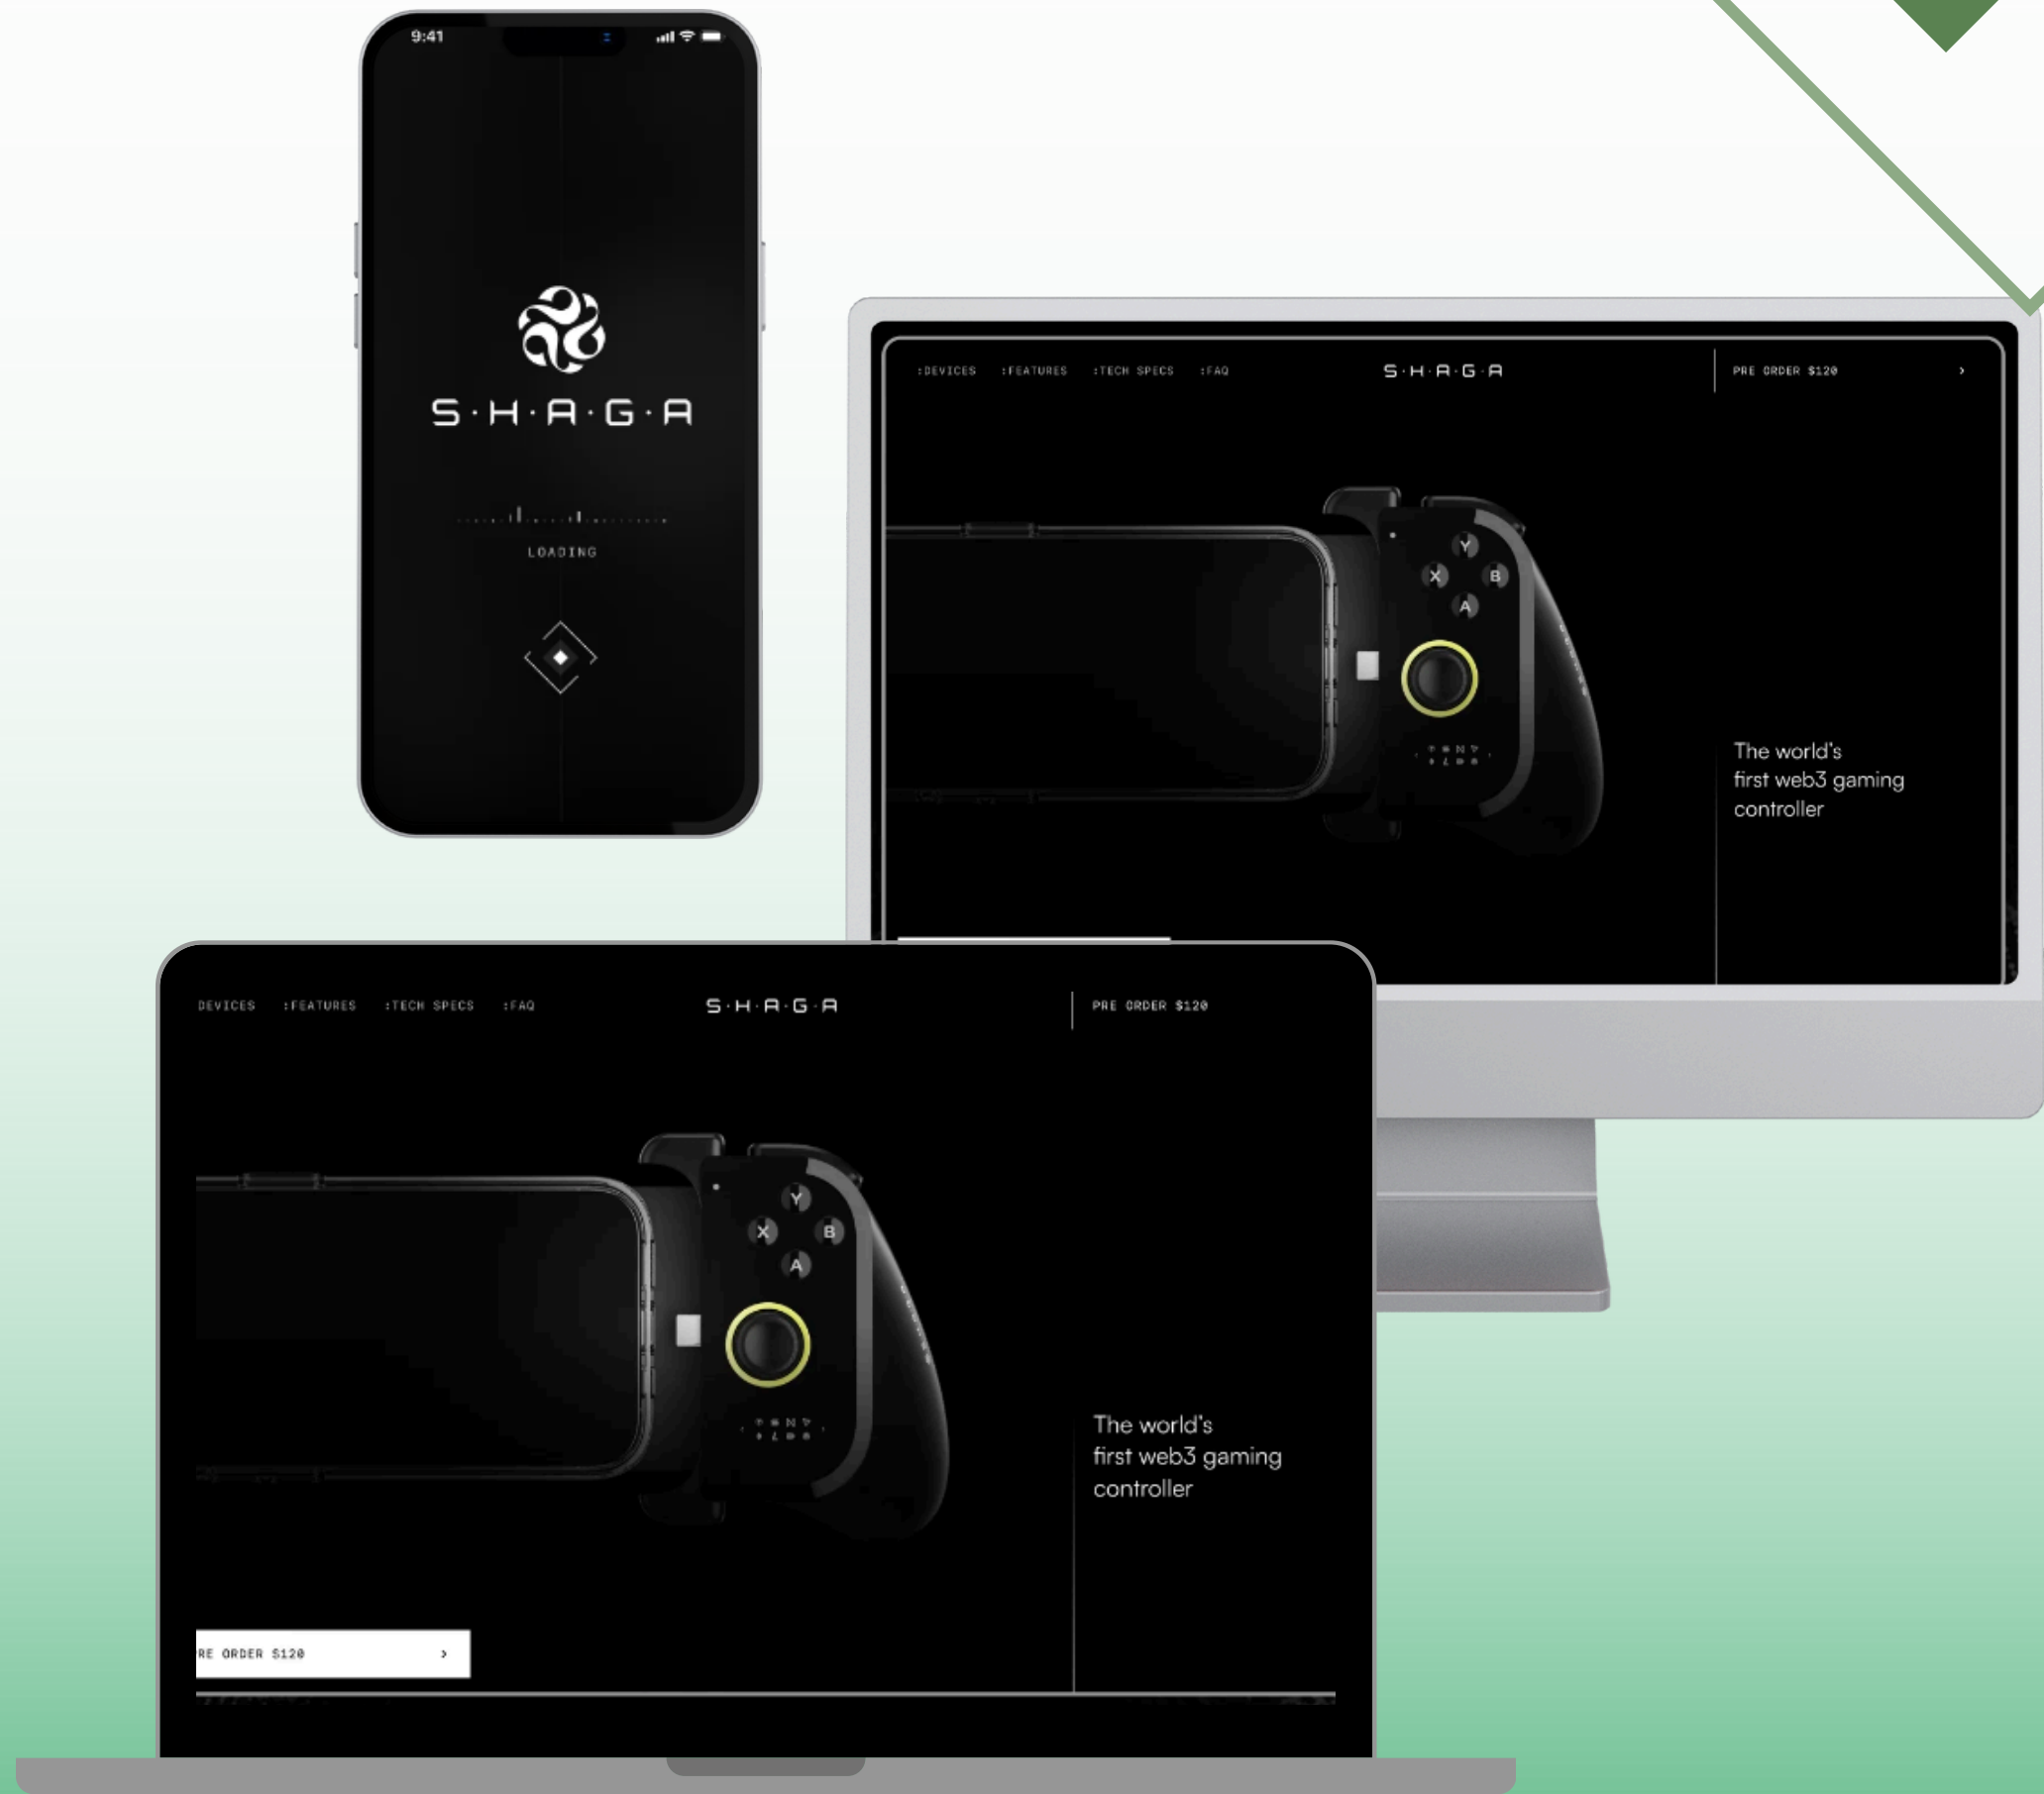 9:41
S·H·A·G·A
LOADING
:DEVICES :FEATURES :TECH SPECS :FAQ S·H·A·G·A PRE ORDER $120 ›
Y
X B
A
The world's
first web3 gaming
controller
DEVICES :FEATURES :TECH SPECS :FAQ S·H·A·G·A PRE ORDER $120
Y
X B
A
The world's
first web3 gaming
controller
RE ORDER $120 ›